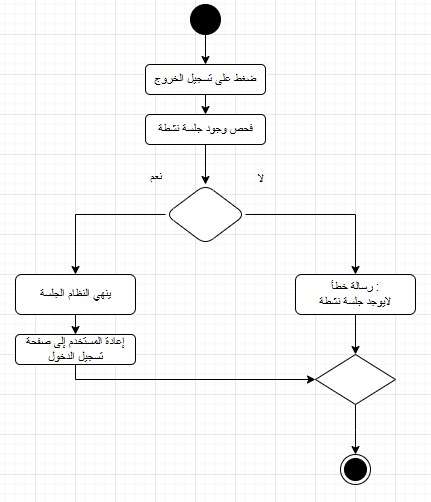 ضغط على تسجيل الخروج
فحص وجود جلسة نشطة
نعم
لا
ينهي النظام الجلسة
رسالة خطأ :
لايوجد جلسة نشطة
إعادة المستخدم إلى صفحة
تسجيل الدخول